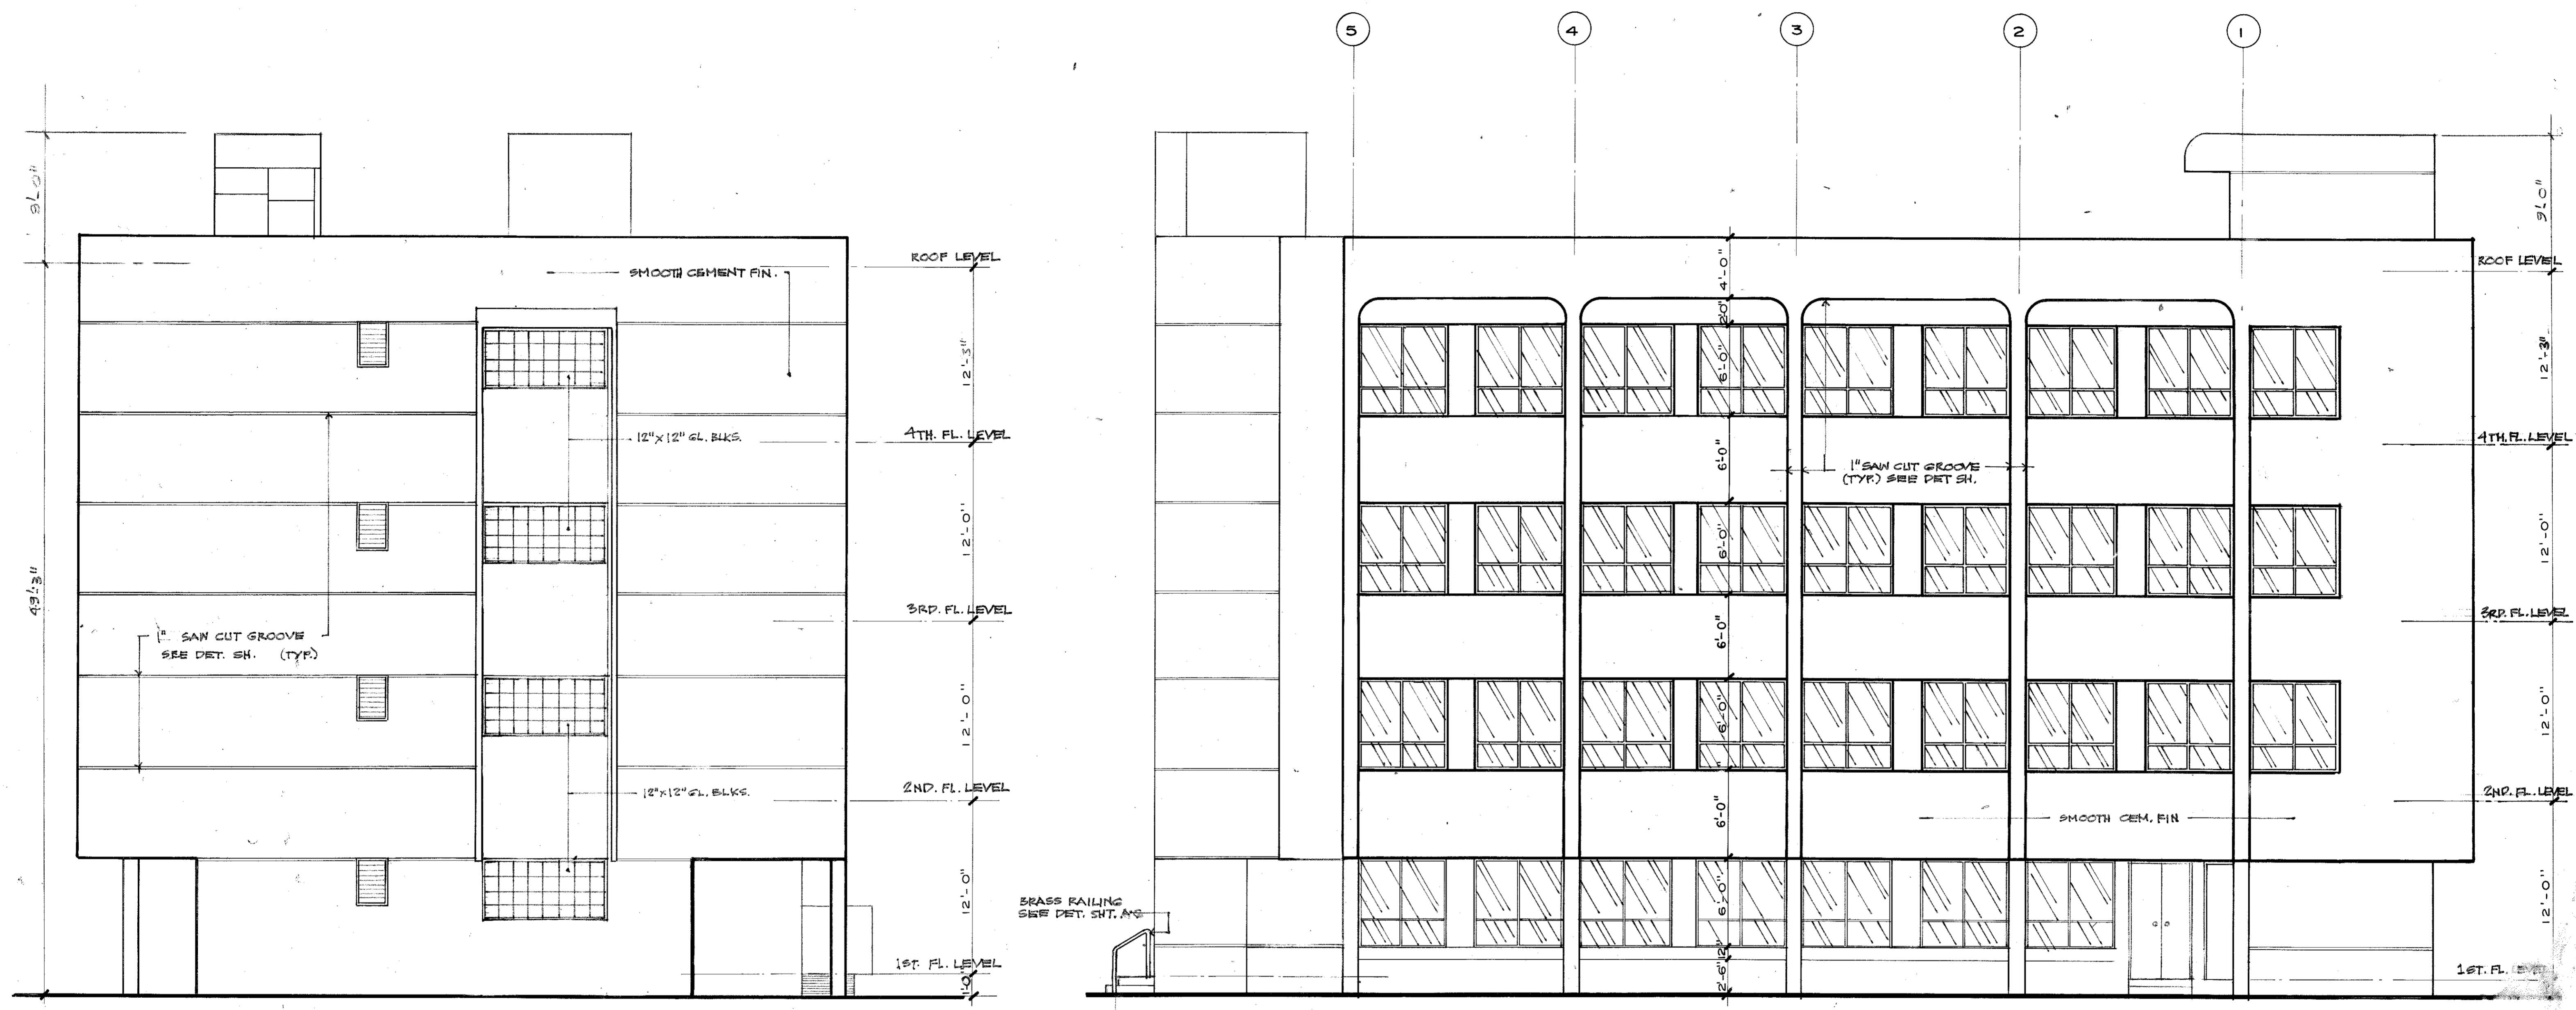 5 4 3 2 1
9'-0"
49'-3"
SMOOTH CEMENT FIN.
12"x12" GL. BLKS.
1" SAW CUT GROOVE
SEE DET. SH. (TYP.)
12"x12" GL. BLKS.
ROOF LEVEL
12'-3"
4TH. FL. LEVEL
12'-0"
3RD. FL. LEVEL
12'-0"
2ND. FL. LEVEL
12'-0"
1ST. FL. LEVEL
1'-0"
BRASS RAILING
SEE DET. SHT.
4'-0"
2'-0"
6'-0"
6'-0"
6'-0"
6'-0"
6'-0"
6'-0"
6'-0"
12"
2'-6"
1" SAW CUT GROOVE
(TYP.) SEE DET SH.
SMOOTH CEM. FIN
9'-0"
ROOF LEVEL
12'-3"
4TH. FL. LEVEL
12'-0"
3RD. FL. LEVEL
12'-0"
2ND. FL. LEVEL
12'-0"
1ST. FL.